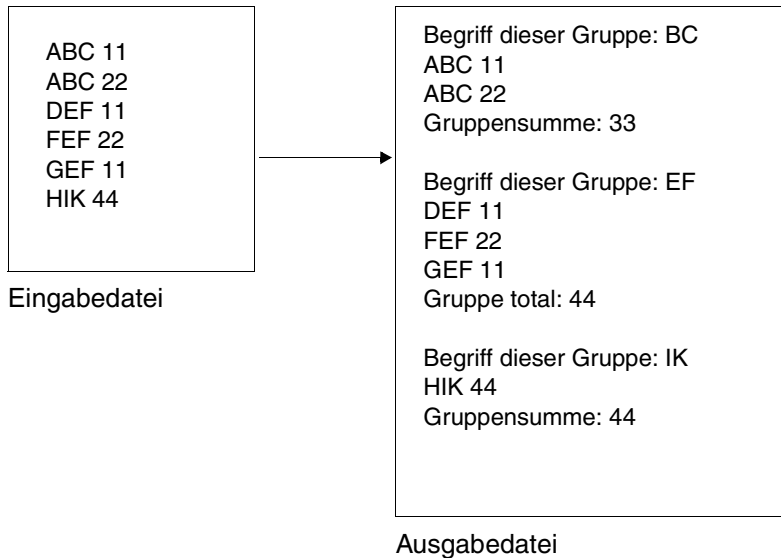 ABC 11
ABC 22
DEF 11
FEF 22
GEF 11
HIK 44
Eingabedatei
Begriff dieser Gruppe: BC
ABC 11
ABC 22
Gruppensumme: 33
Begriff dieser Gruppe: EF
DEF 11
FEF 22
GEF 11
Gruppe total: 44
Begriff dieser Gruppe: IK
HIK 44
Gruppensumme: 44
Ausgabedatei